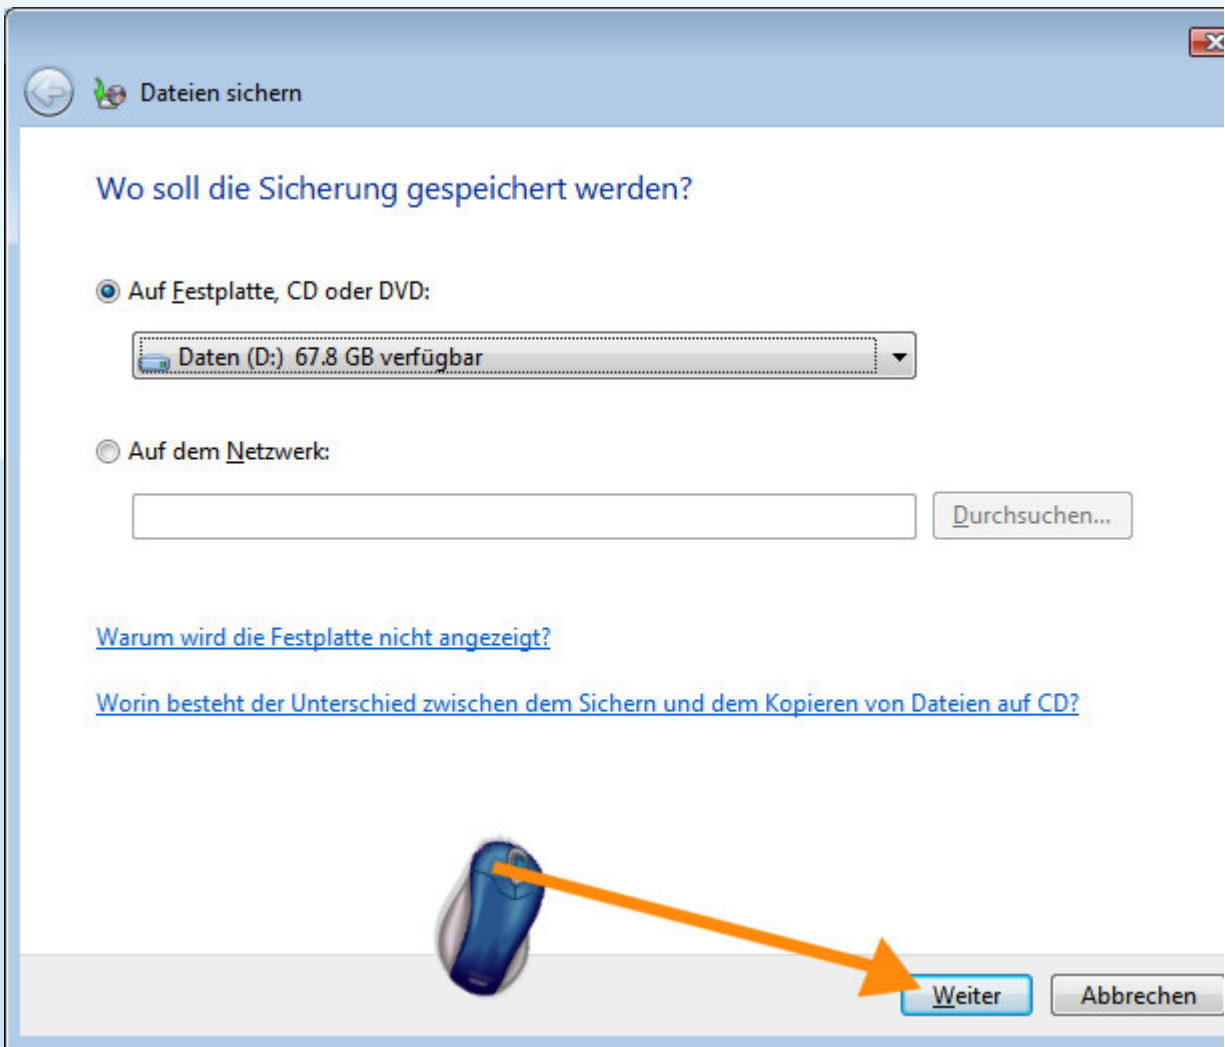 Dateien sichern
Wo soll die Sicherung gespeichert werden?
Auf Festplatte, CD oder DVD:
Daten (D:) 67.8 GB verfügbar
Auf dem Netzwerk:
Durchsuchen...
Warum wird die Festplatte nicht angezeigt?
Worin besteht der Unterschied zwischen dem Sichern und dem Kopieren von Dateien auf CD?
Weiter Abbrechen